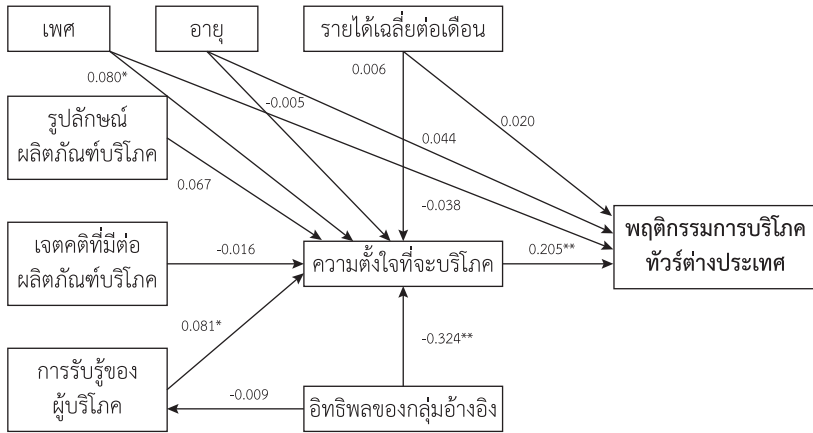 เพศ
อายุ
รายได้เฉลี่ยต่อเดือน
0.080*
-0.005
0.006
0.020
รูปลักษณ์
ผลิตภัณฑ์บริโภค
0.044
0.067
-0.038
เจตคติที่มีต่อ
ผลิตภัณฑ์บริโภค
-0.016
ความตั้งใจที่จะบริโภค
0.205**
พฤติกรรมการบริโภค
ทัวร์ต่างประเทศ
0.081*
-0.324**
การรับรู้ของ
ผู้บริโภค
-0.009
อิทธิพลของกลุ่มอ้างอิง